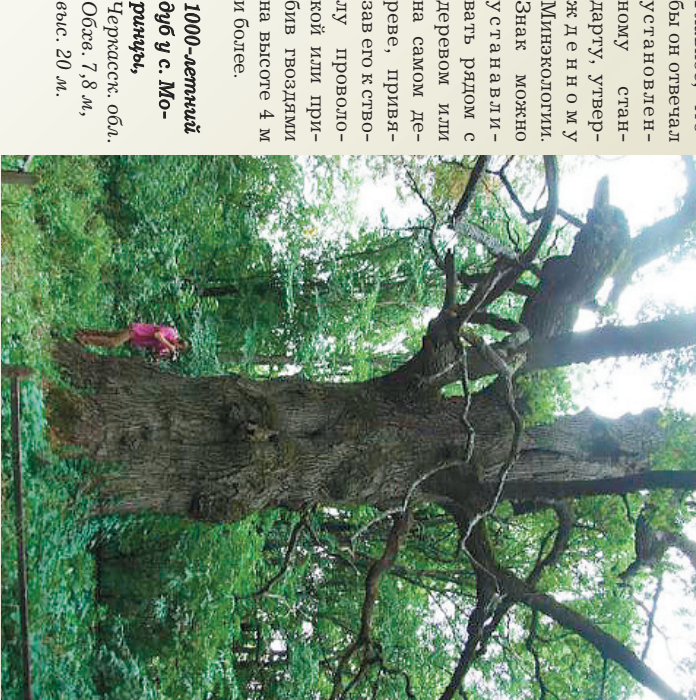 бы он отвечал
установлен-
ному стан-
дарту, утвер-
жденному
Минэкологии.
Знак можно
устанавли-
вать рядом с
деревом или
на самом де-
реве, привя-
зав его к ство-
лу проволо-
кой или при-
бив гвоздями
на высоте 4 м
и более.
1000-летний
дуб у с. Мо-
ринцы,
Черкасск. обл.
Обхв. 7,8 м,
выс. 20 м.